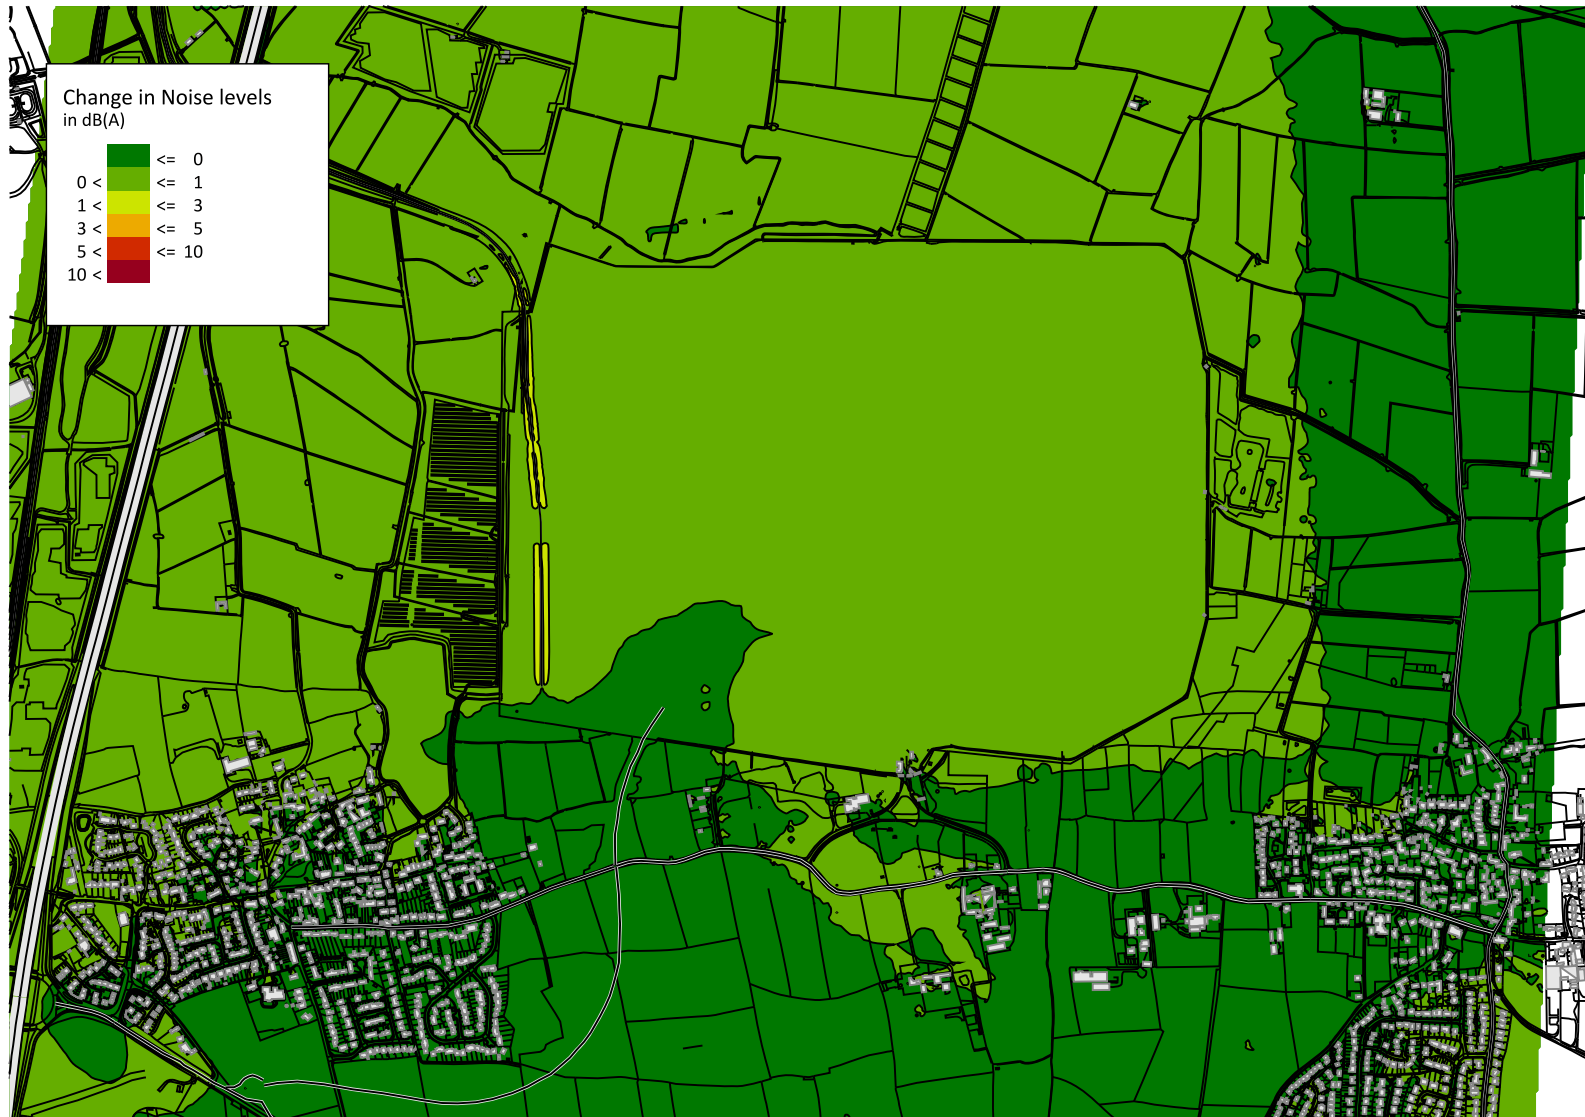 Change in Noise levels
in dB(A)
<= 0
0 < <= 1
1 < <= 3
3 < <= 5
5 < <= 10
10 <